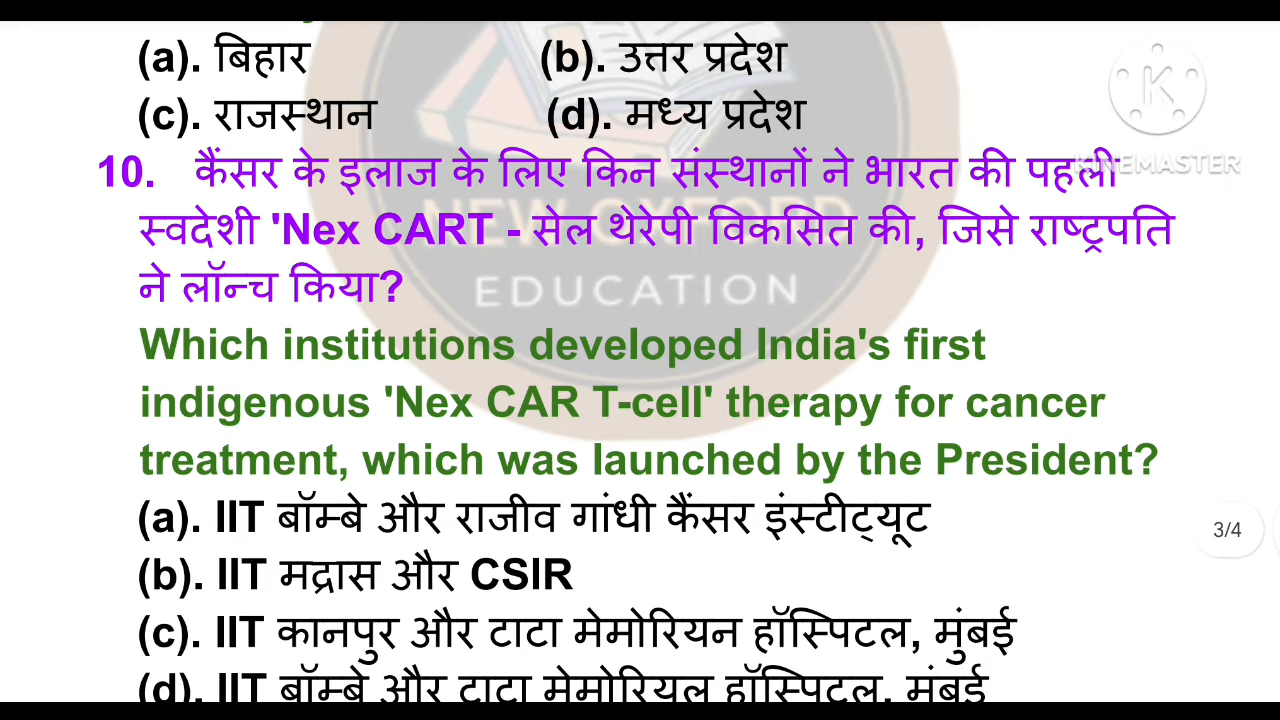 (a). बिहार (b). उत्तर प्रदेश
(c). राजस्थान (d). मध्य प्रदेश
10. कैंसर के इलाज के लिए किन संस्थानों ने भारत की पहली
स्वदेशी 'Nex CART - सेल थेरेपी विकसित की, जिसे राष्ट्रपति
ने लॉन्च किया?
Which institutions developed India's first
indigenous 'Nex CAR T-cell' therapy for cancer
treatment, which was launched by the President?
(a). IIT बॉम्बे और राजीव गांधी कैंसर इंस्टीट्यूट
(b). IIT मद्रास और CSIR
(c). IIT कानपुर और टाटा मेमोरियन हॉस्पिटल, मुंबई
(d). IIT बॉम्बे और टाटा मेमोरियल हॉस्पिटल, मुंबई
EDUCATION
K
KINEMASTER
3/4